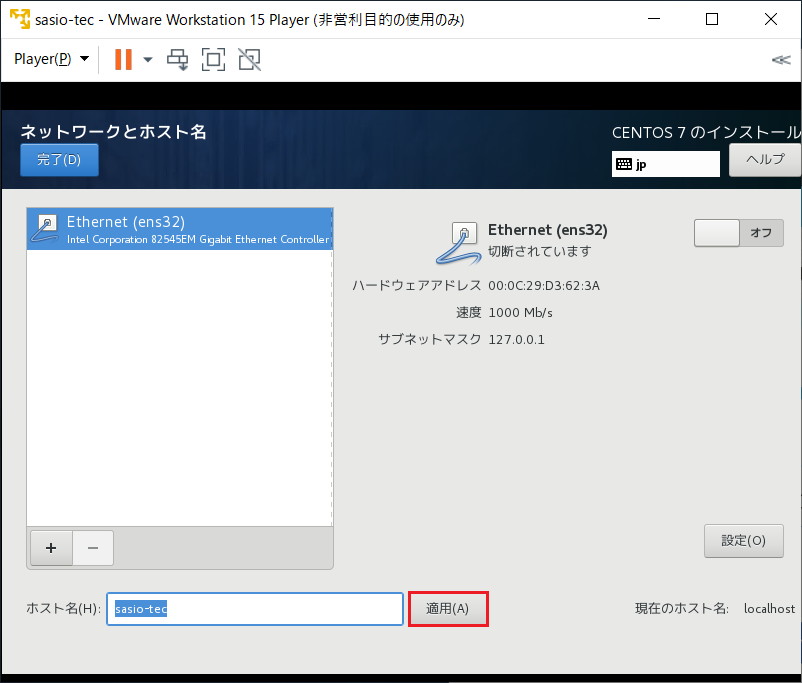 sasio-tec - VMware Workstation 15 Player (非営利目的の使用のみ)
Player(P)
ネットワークとホスト名
CENTOS 7 のインストール
完了(D)
jp
ヘルプ
Ethernet (ens32)
Intel Corporation 82545EM Gigabit Ethernet Controller
Ethernet (ens32)
切断されています
オフ
ハードウェアアドレス 00:0C:29:D3:62:3A
速度 1000 Mb/s
サブネットマスク 127.0.0.1
+
−
設定(O)
ホスト名(H): sasio-tec 適用(A) 現在のホスト名: localhost